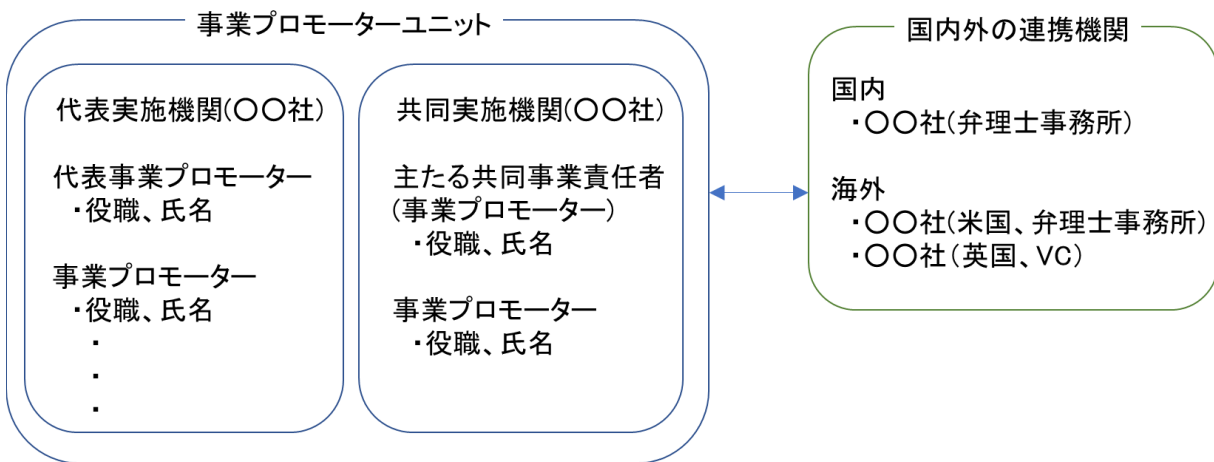 事業プロモーターユニット
代表実施機関(〇〇社)
代表事業プロモーター
・役職、氏名
事業プロモーター
・役職、氏名
・
・
・
共同実施機関(〇〇社)
主たる共同事業責任者
(事業プロモーター)
・役職、氏名
事業プロモーター
・役職、氏名
国内外の連携機関
国内
・〇〇社(弁理士事務所)
海外
・〇〇社(米国、弁理士事務所)
・〇〇社(英国、VC)